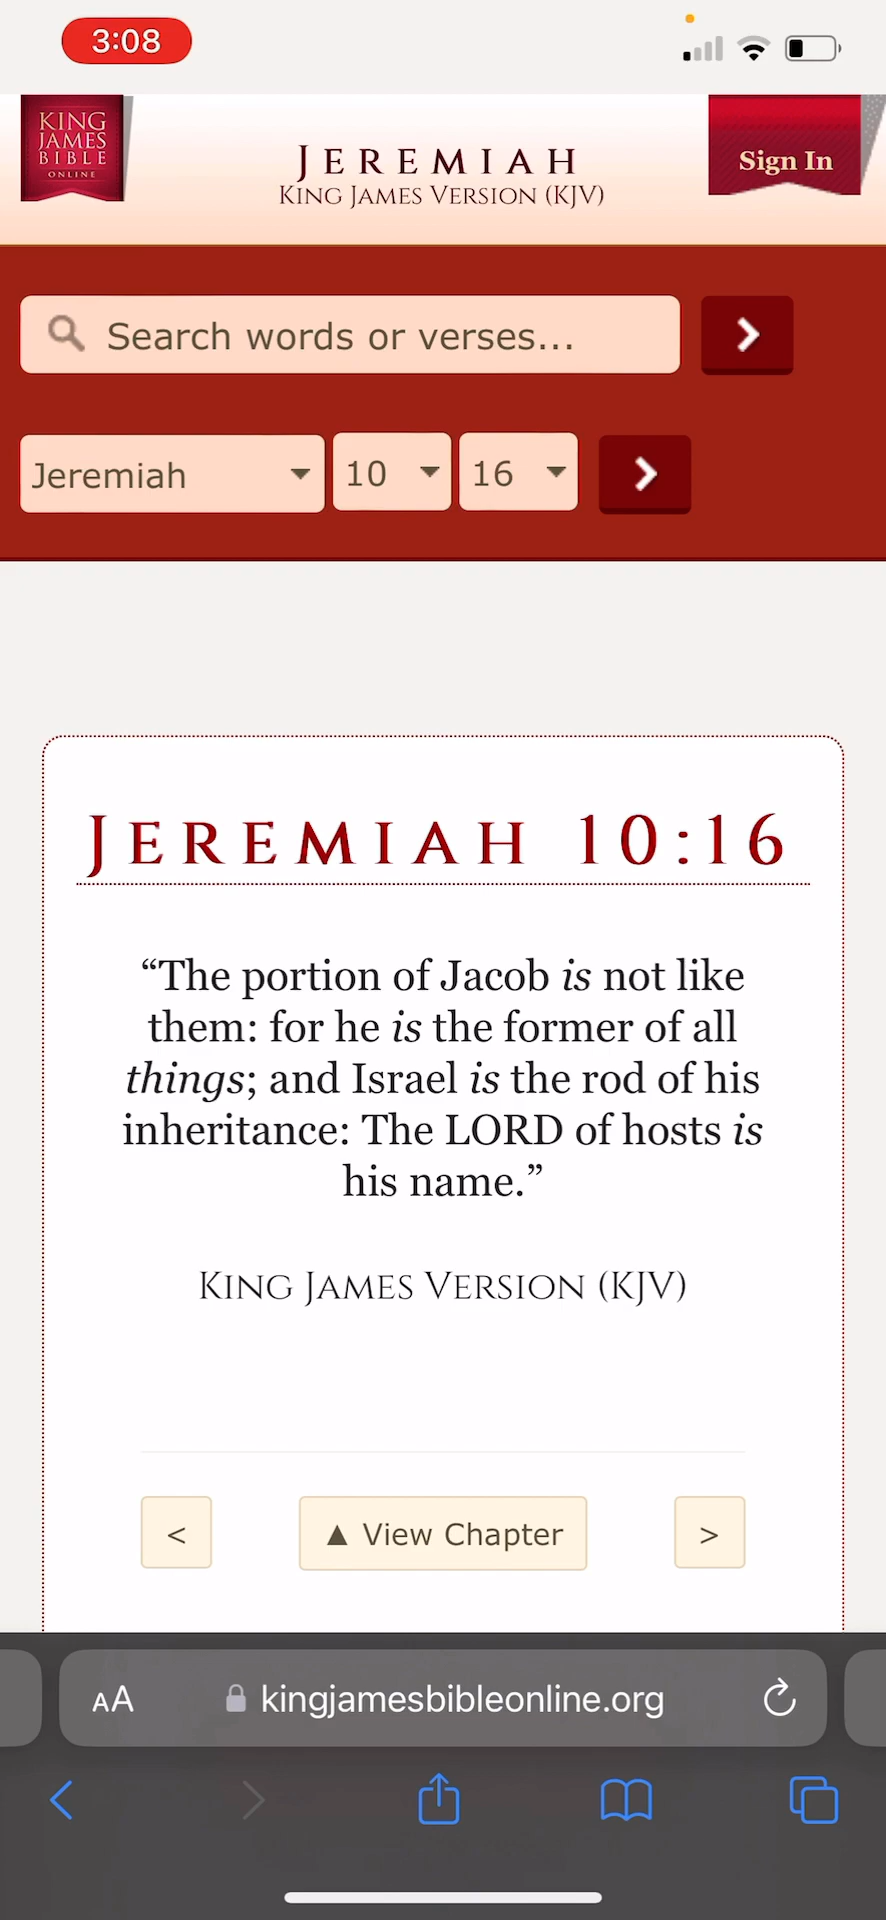 3:08
KING
JAMES
BIBLE
ONLINE
JEREMIAH
KING JAMES VERSION (KJV)
Sign In
Search words or verses...
Jeremiah 10 16
JEREMIAH 10:16
“The portion of Jacob is not like
them: for he is the former of all
things; and Israel is the rod of his
inheritance: The LORD of hosts is
his name.”
KING JAMES VERSION (KJV)
< ▲ View Chapter >
AA kingjamesbibleonline.org